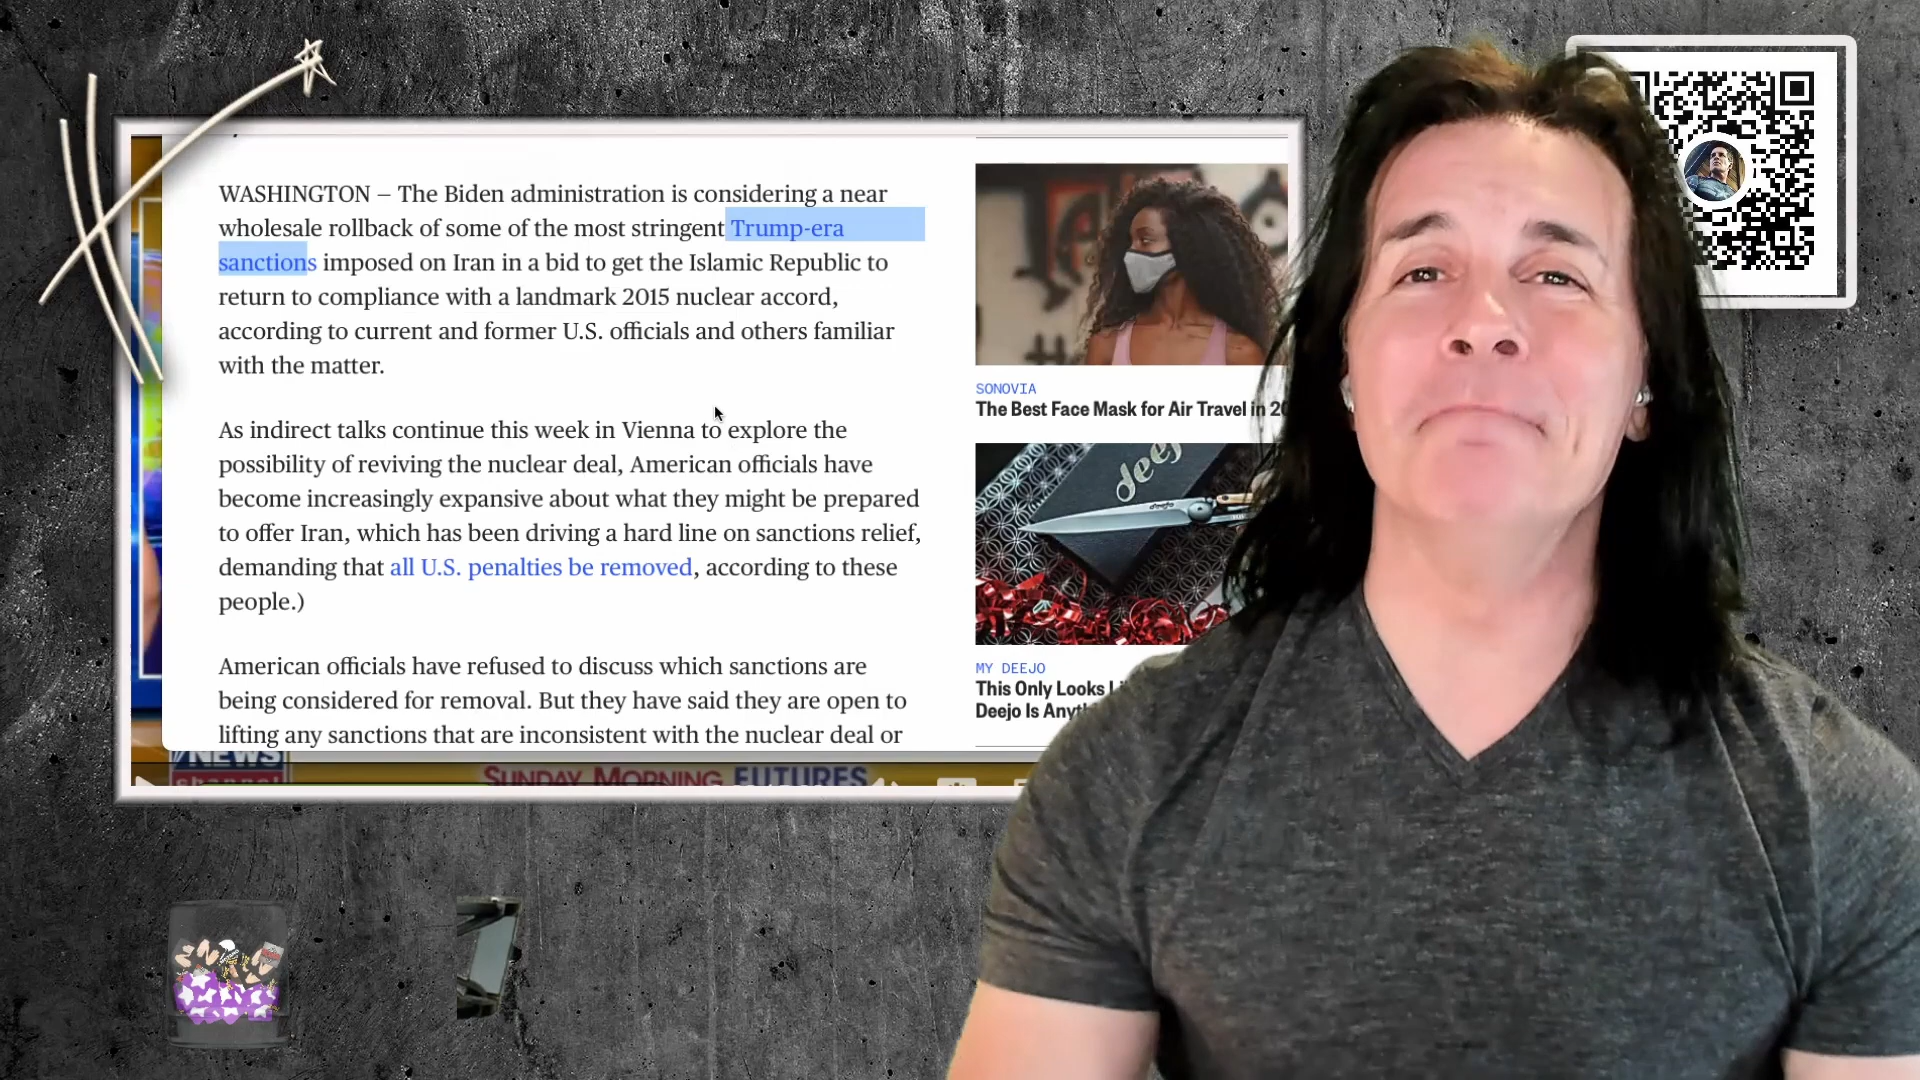 WASHINGTON — The Biden administration is considering a near
wholesale rollback of some of the most stringent Trump-era
sanctions imposed on Iran in a bid to get the Islamic Republic to
return to compliance with a landmark 2015 nuclear accord,
according to current and former U.S. officials and others familiar
with the matter.
As indirect talks continue this week in Vienna to explore the
possibility of reviving the nuclear deal, American officials have
become increasingly expansive about what they might be prepared
to offer Iran, which has been driving a hard line on sanctions relief,
demanding that all U.S. penalties be removed, according to these
people.)
American officials have refused to discuss which sanctions are
being considered for removal. But they have said they are open to
lifting any sanctions that are inconsistent with the nuclear deal or
SONOVIA
The Best Face Mask for Air Travel in
deejo
deejo
MY DEEJO
This Only Looks
Deejo Is
NEWS
channel
SUNDAY MORNING FUTURES